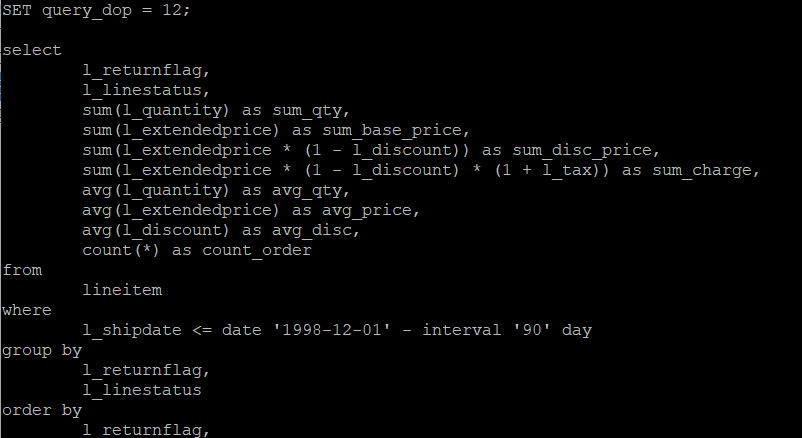 SET query_dop = 12;
select
l_returnflag,
l_linestatus,
sum(l_quantity) as sum_qty,
sum(l_extendedprice) as sum_base_price,
sum(l_extendedprice * (1 - l_discount)) as sum_disc_price,
sum(l_extendedprice * (1 - l_discount) * (1 + l_tax)) as sum_charge,
avg(l_quantity) as avg_qty,
avg(l_extendedprice) as avg_price,
avg(l_discount) as avg_disc,
count(*) as count_order
from
lineitem
where
l_shipdate <= date '1998-12-01' - interval '90' day
group by
l_returnflag,
l_linestatus
order by
l_returnflag,